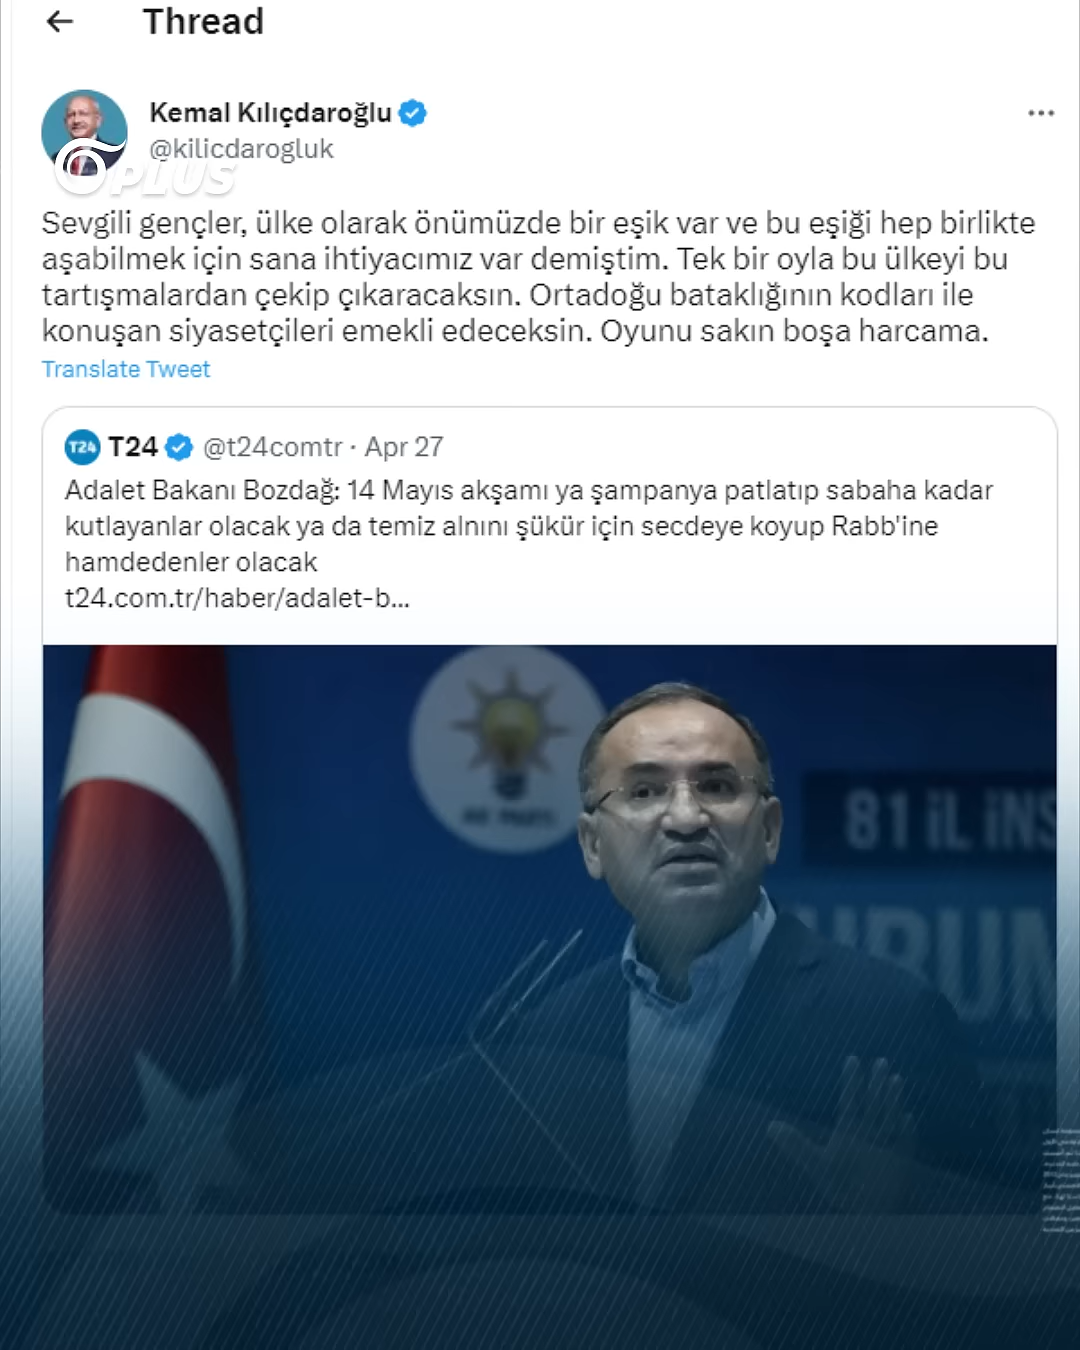 Thread
Kemal Kılıçdaroğlu
@kilicdarogluk
PLUS
Sevgili gençler, ülke olarak önümüzde bir eşik var ve bu eşiği hep birlikte
aşabilmek için sana ihtiyacımız var demiştim. Tek bir oyla bu ülkeyi bu
tartışmalardan çekip çıkaracaksın. Ortadoğu bataklığının kodları ile
konuşan siyasetçileri emekli edeceksin. Oyunu sakın boşa harcama.
Translate Tweet
T24 T24 @t24comtr · Apr 27
Adalet Bakanı Bozdağ: 14 Mayıs akşamı ya şampanya patlatıp sabaha kadar
kutlayanlar olacak ya da temiz alnını şükür için secdeye koyup Rabb'ine
hamdedenler olacak
t24.com.tr/haber/adalet-b...
AK PARTİ
81 İL İNS